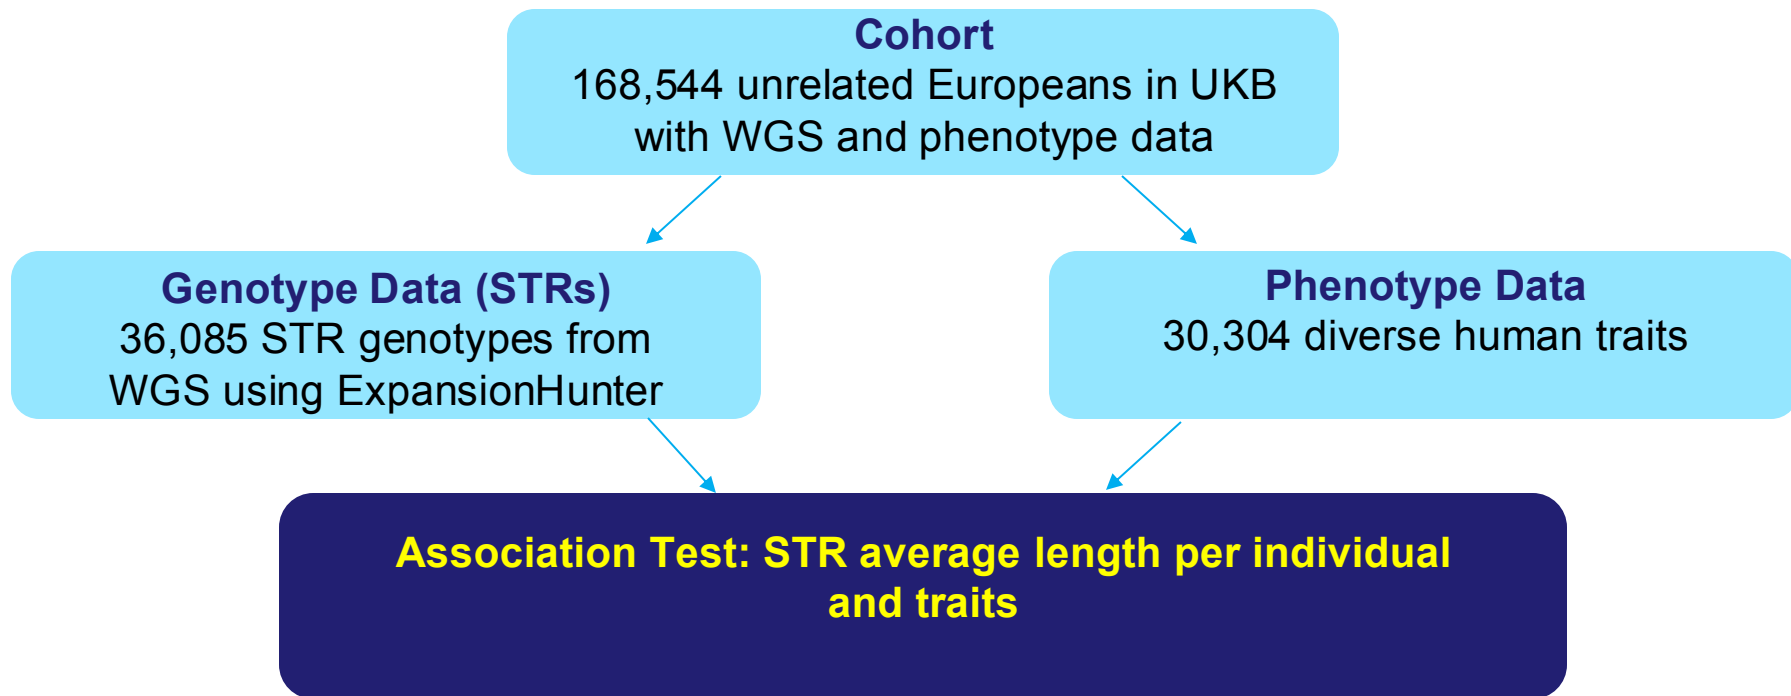 Cohort
168,544 unrelated Europeans in UKB
with WGS and phenotype data
Genotype Data (STRs)
36,085 STR genotypes from
WGS using ExpansionHunter
Phenotype Data
30,304 diverse human traits
Association Test: STR average length per individual
and traits